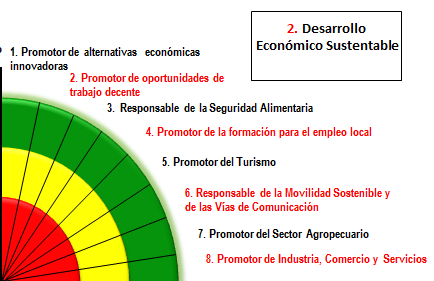 2. Desarrollo
Económico Sustentable
1. Promotor de alternativas económicas
innovadoras
2. Promotor de oportunidades de
trabajo decente
3. Responsable de la Seguridad Alimentaria
4. Promotor de la formación para el empleo local
5. Promotor del Turismo
6. Responsable de la Movilidad Sostenible y
de las Vías de Comunicación
7. Promotor del Sector Agropecuario
8. Promotor de Industria, Comercio y Servicios